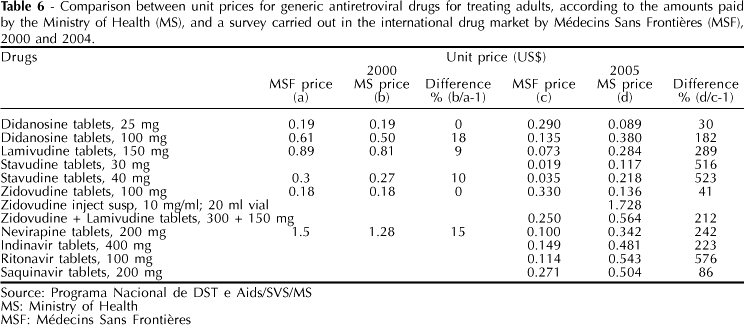 Table 6 - Comparison between unit prices for generic antiretroviral drugs for treating adults, according to the amounts paid
by the Ministry of Health (MS), and a survey carried out in the international drug market by Médecins Sans Frontières (MSF),
2000 and 2004.
Drugs Unit price (US$)
2000 2005
MSF price MS price Difference MSF price MS price Difference
(a) (b) % (b/a-1) (c) (d) % (d/c-1)
Didanosine tablets, 25 mg 0.19 0.19 0 0.290 0.089 30
Didanosine tablets, 100 mg 0.61 0.50 18 0.135 0.380 182
Lamivudine tablets, 150 mg 0.89 0.81 9 0.073 0.284 289
Stavudine tablets, 30 mg 0.019 0.117 516
Stavudine tablets, 40 mg 0.3 0.27 10 0.035 0.218 523
Zidovudine tablets, 100 mg 0.18 0.18 0 0.330 0.136 41
Zidovudine inject susp, 10 mg/ml; 20 ml vial 1.728
Zidovudine + Lamivudine tablets, 300 + 150 mg 0.250 0.564 212
Nevirapine tablets, 200 mg 1.5 1.28 15 0.100 0.342 242
Indinavir tablets, 400 mg 0.149 0.481 223
Ritonavir tablets, 100 mg 0.114 0.543 576
Saquinavir tablets, 200 mg 0.271 0.504 86
Source: Programa Nacional de DST e Aids/SVS/MS
MS: Ministry of Health
MSF: Médecins Sans Frontières